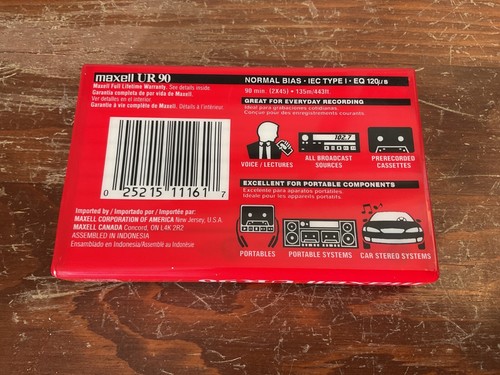 maxell UR 90
Maxell Full Lifetime Warranty. See details inside.
Garantía completa de por vida de Maxell.
Ver detalles en el interior.
Garantie à vie complète de Maxell. Détails à l'intérieur.
0 25215 11161 7
Imported by / Importado por / Importée par:
MAXELL CORPORATION OF AMERICA New Jersey, U.S.A.
MAXELL CANADA Concord, ON L4K 2R2
ASSEMBLED IN INDONESIA
Ensamblado en Indonesia/Assemblé au Indonésie
NORMAL BIAS · IEC TYPE I · EQ 120µs
90 min. (2X45) • 135m/443ft.
GREAT FOR EVERYDAY RECORDING
Ideal para grabaciones cotidianas.
Conçue pour des enregistrements courants.
102.7
VOICE / LECTURES
ALL BROADCAST SOURCES
PRERECORDED CASSETTES
EXCELLENT FOR PORTABLE COMPONENTS
Excelente para aparatos portátiles.
Idéale pour les appareils portatifs.
PORTABLES
PORTABLE SYSTEMS
CAR STEREO SYSTEMS